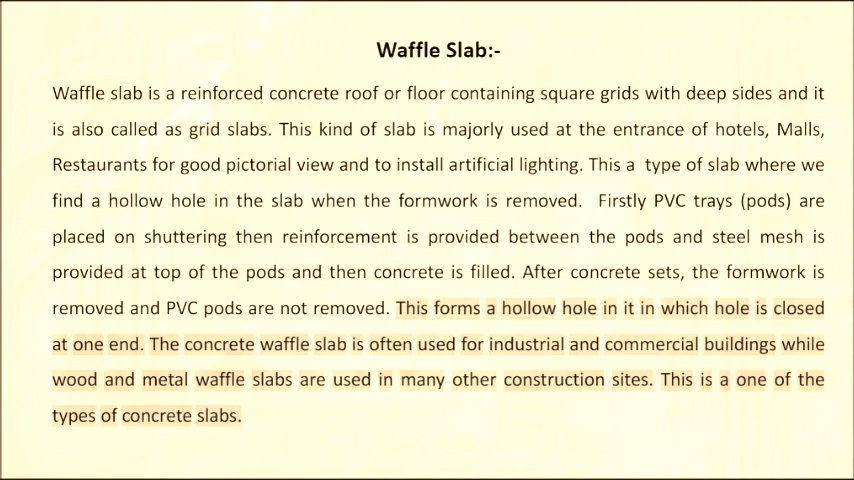 Waffle Slab:-
Waffle slab is a reinforced concrete roof or floor containing square grids with deep sides and it
is also called as grid slabs. This kind of slab is majorly used at the entrance of hotels, Malls,
Restaurants for good pictorial view and to install artificial lighting. This a type of slab where we
find a hollow hole in the slab when the formwork is removed. Firstly PVC trays (pods) are
placed on shuttering then reinforcement is provided between the pods and steel mesh is
provided at top of the pods and then concrete is filled. After concrete sets, the formwork is
removed and PVC pods are not removed. This forms a hollow hole in it in which hole is closed
at one end. The concrete waffle slab is often used for industrial and commercial buildings while
wood and metal waffle slabs are used in many other construction sites. This is a one of the
types of concrete slabs.